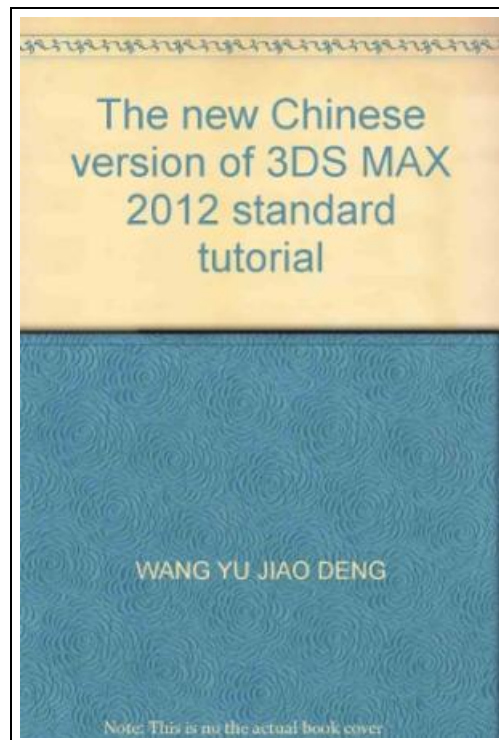 The new Chinese
version of 3DS MAX
2012 standard
tutorial
WANG YU JIAO DENG
Note: This is nu the actual book cover